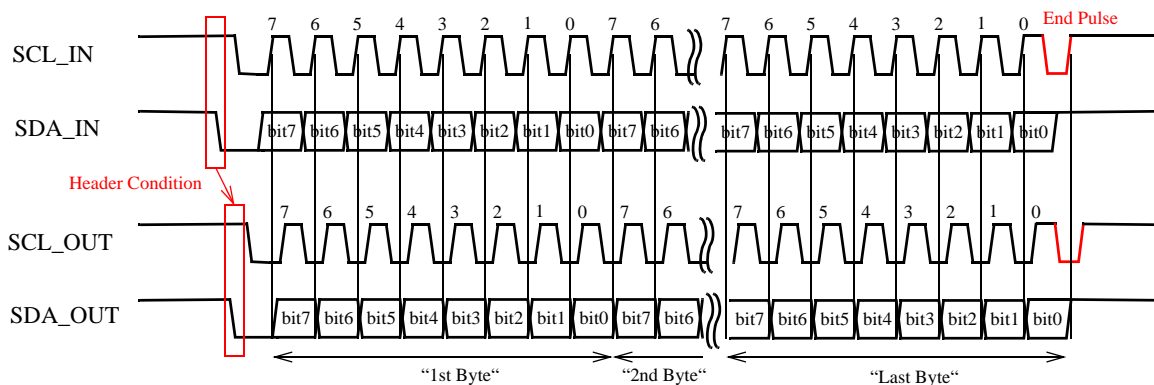 7 6 5 4 3 2 1 0 7 6 7 6 5 4 3 2 1 0 End Pulse
SCL_IN
SDA_IN bit7 bit6 bit5 bit4 bit3 bit2 bit1 bit0 bit7 bit6 bit7 bit6 bit5 bit4 bit3 bit2 bit1 bit0
Header Condition
7 6 5 4 3 2 1 0 7 6 7 6 5 4 3 2 1 0
SCL_OUT
SDA_OUT bit7 bit6 bit5 bit4 bit3 bit2 bit1 bit0 bit7 bit6 bit7 bit6 bit5 bit4 bit3 bit2 bit1 bit0
“1st Byte“ “2nd Byte“ “Last Byte“